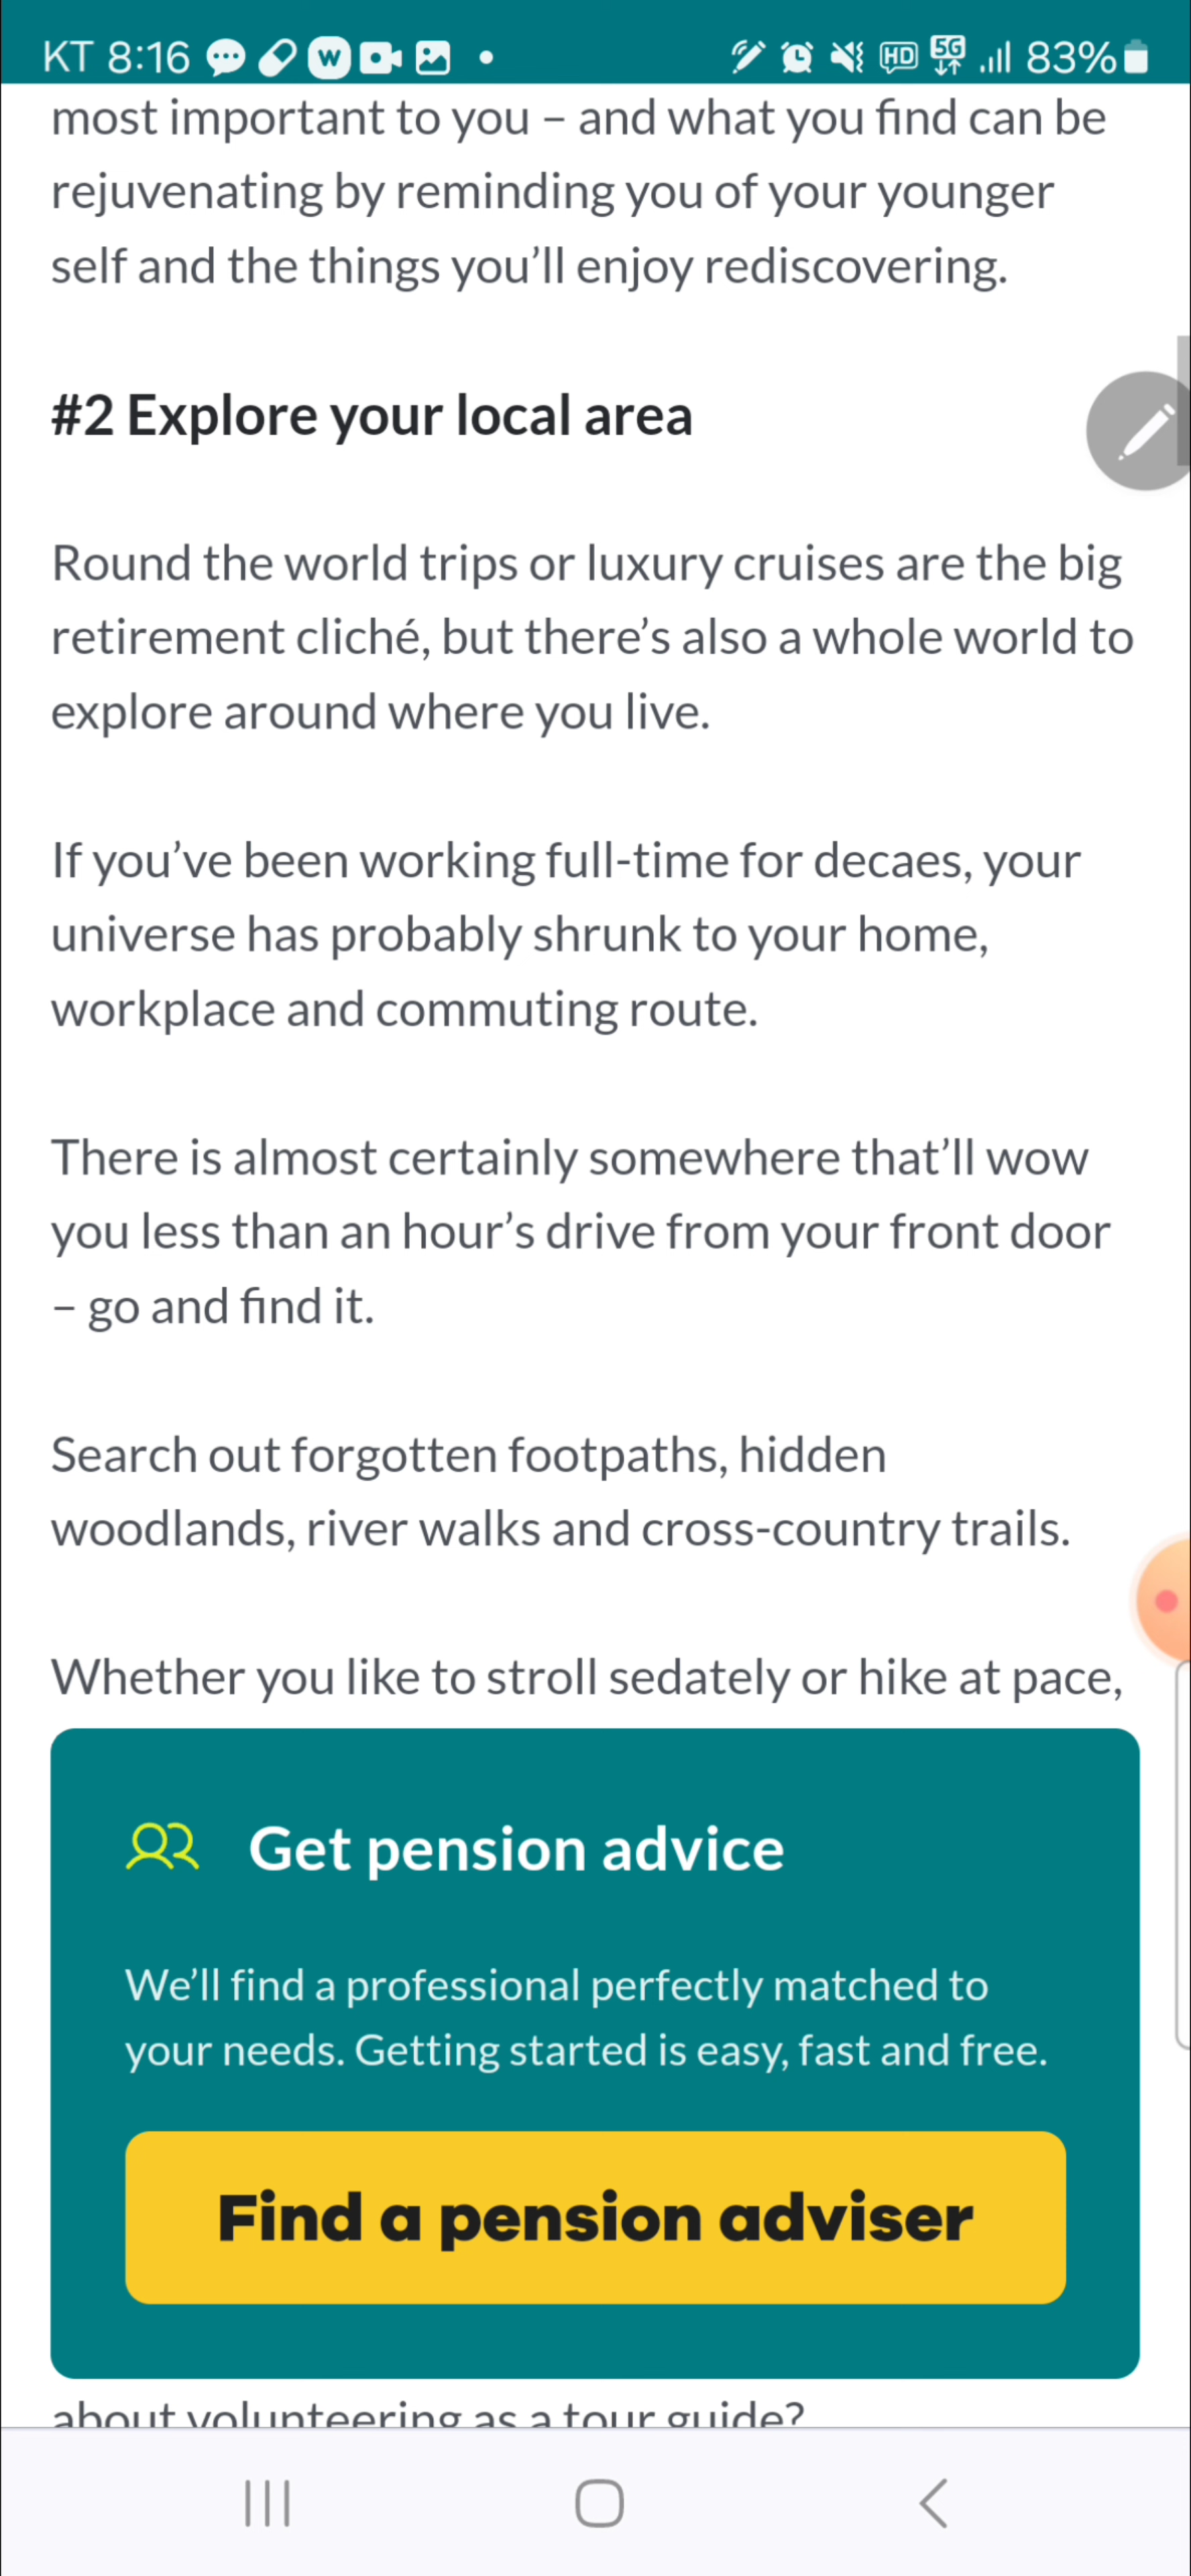 KT 8:16 W HD 5G 83%
most important to you – and what you find can be
rejuvenating by reminding you of your younger
self and the things you’ll enjoy rediscovering.
#2 Explore your local area
Round the world trips or luxury cruises are the big
retirement cliché, but there’s also a whole world to
explore around where you live.
If you’ve been working full-time for decaes, your
universe has probably shrunk to your home,
workplace and commuting route.
There is almost certainly somewhere that’ll wow
you less than an hour’s drive from your front door
– go and find it.
Search out forgotten footpaths, hidden
woodlands, river walks and cross-country trails.
Whether you like to stroll sedately or hike at pace,
Get pension advice
We’ll find a professional perfectly matched to
your needs. Getting started is easy, fast and free.
Find a pension adviser
about volunteering as a tour guide?